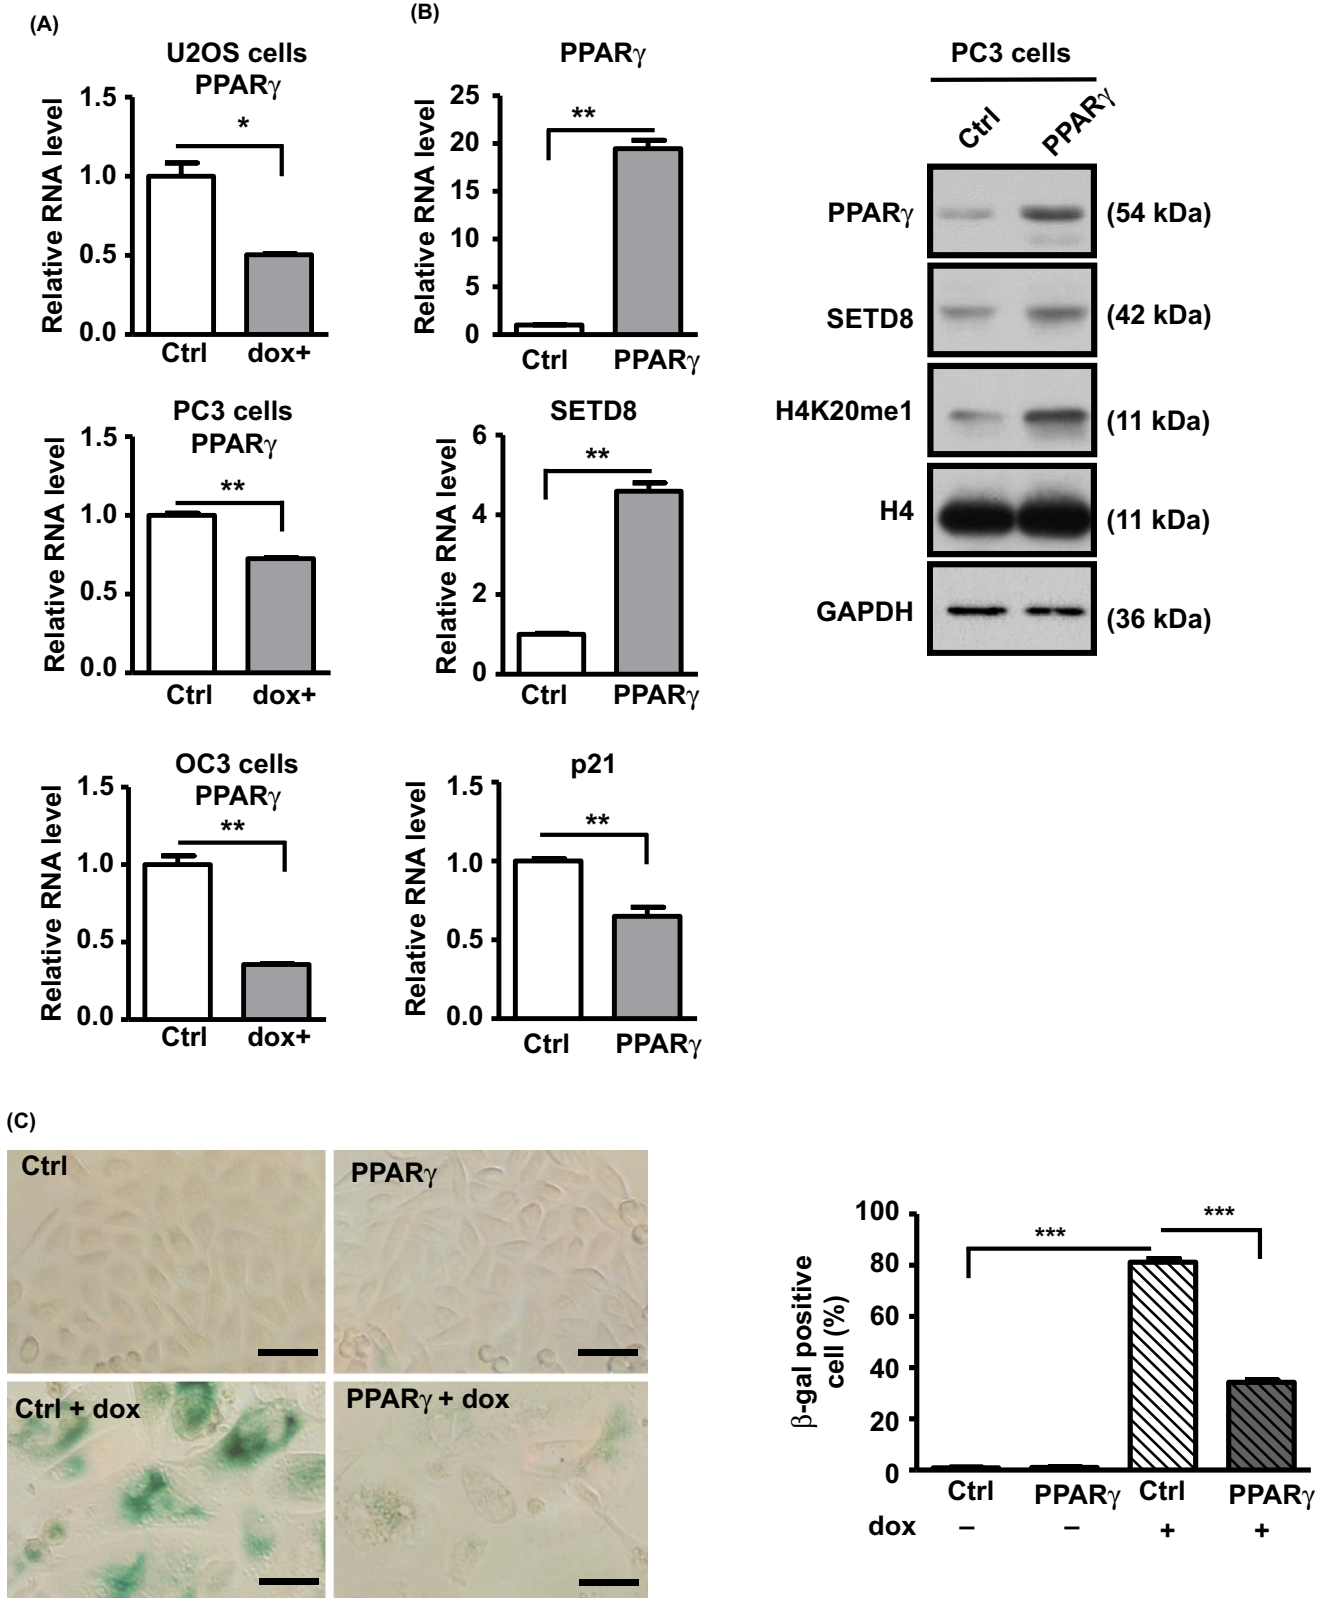 (A)
U2OS cells
PPARγ
Relative RNA level
1.5
1.0
0.5
0.0
*
Ctrl
dox+
PC3 cells
PPARγ
Relative RNA level
1.5
1.0
0.5
0.0
**
Ctrl
dox+
OC3 cells
PPARγ
Relative RNA level
1.5
1.0
0.5
0.0
**
Ctrl
dox+
(B)
PPARγ
Relative RNA level
25
20
15
10
5
0
**
Ctrl
PPARγ
SETD8
Relative RNA level
6
4
2
0
**
Ctrl
PPARγ
p21
Relative RNA level
1.5
1.0
0.5
0.0
**
Ctrl
PPARγ
PC3 cells
Ctrl
PPARγ
PPARγ (54 kDa)
SETD8 (42 kDa)
H4K20me1 (11 kDa)
H4 (11 kDa)
GAPDH (36 kDa)
(C)
Ctrl
PPARγ
Ctrl + dox
PPARγ + dox
β-gal positive
cell (%)
100
80
60
40
20
0
***
***
Ctrl PPARγ Ctrl PPARγ
dox – – + +